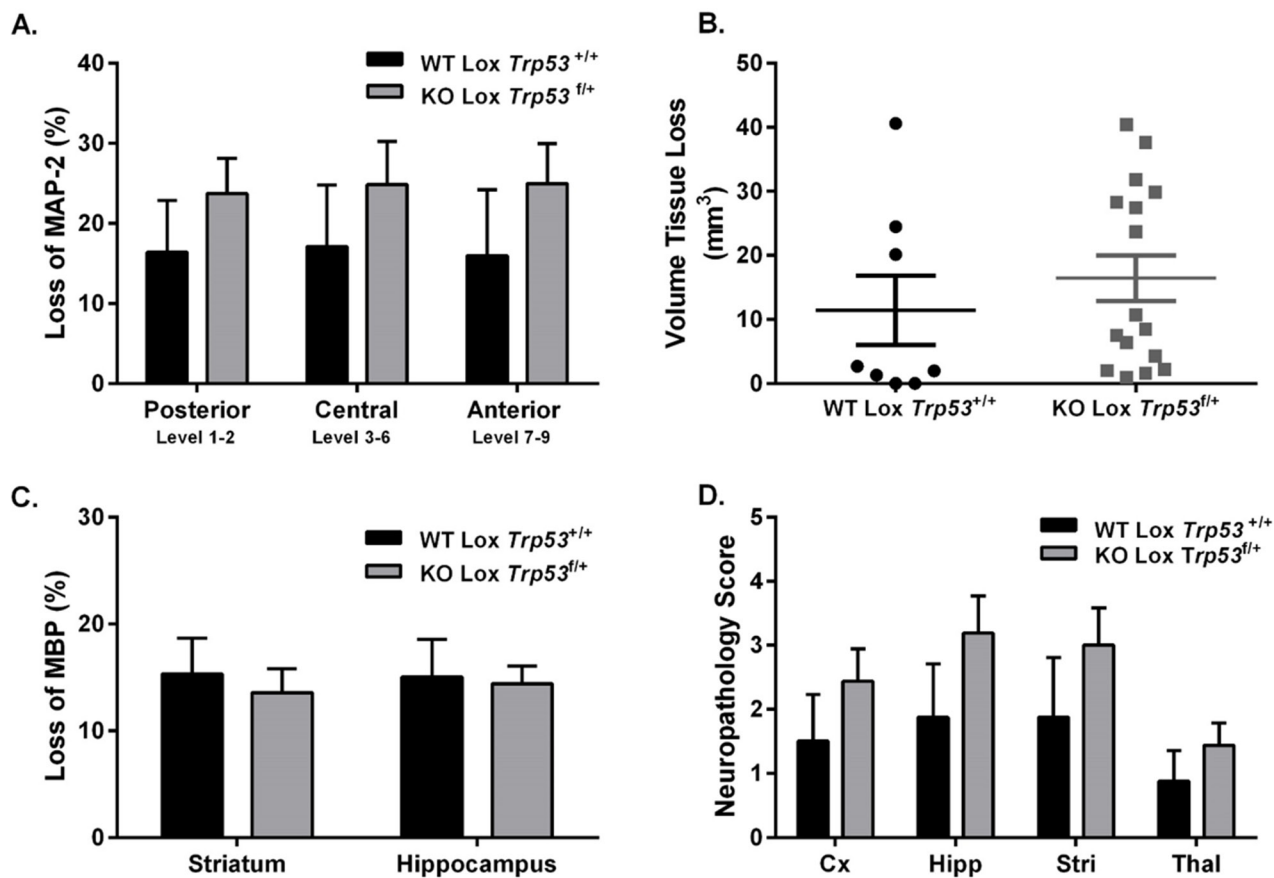 A.
WT Lox Trp53 +/+
KO Lox Trp53 f/+
Loss of MAP-2 (%)
40
30
20
10
0
Posterior Central Anterior
Level 1-2 Level 3-6 Level 7-9
B.
Volume Tissue Loss
(mm3)
50
40
30
20
10
0
WT Lox Trp53+/+ KO Lox Trp53f/+
C.
WT Lox Trp53+/+
KO Lox Trp53f/+
Loss of MBP (%)
30
20
10
0
Striatum Hippocampus
D.
WT Lox Trp53 +/+
KO Lox Trp53f/+
Neuropathology Score
5
4
3
2
1
0
Cx Hipp Stri Thal